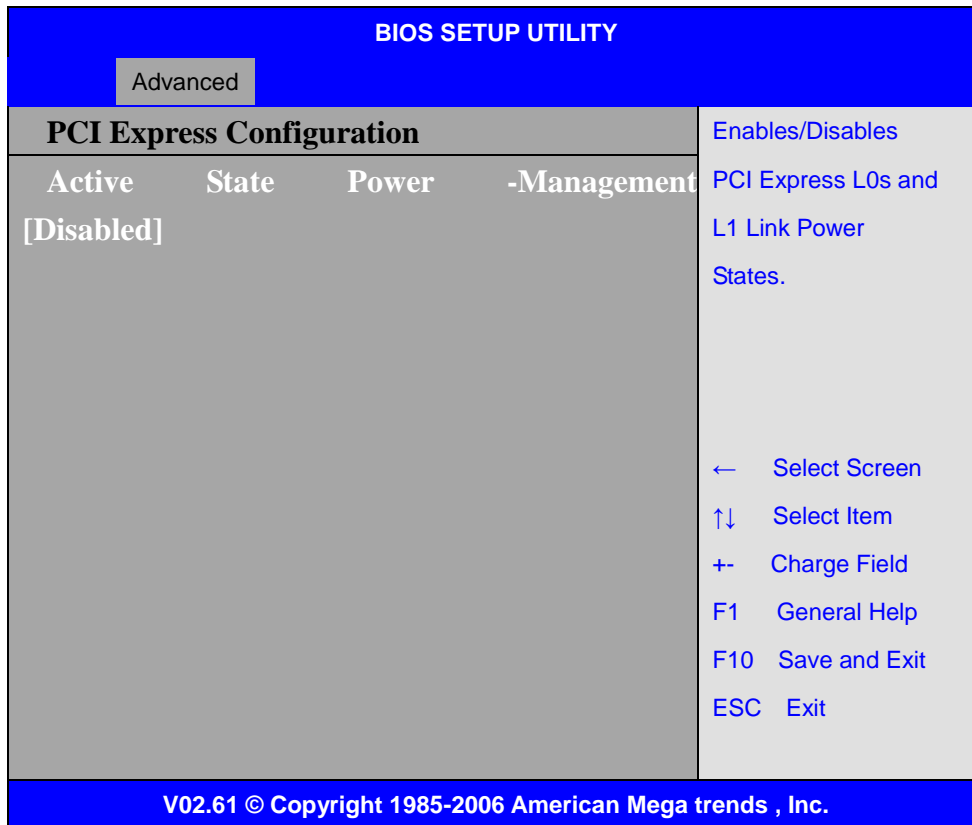 BIOS SETUP UTILITY
Advanced
PCI Express Configuration
Active State Power -Management
[Disabled]
Enables/Disables
PCI Express L0s and
L1 Link Power
States.
← Select Screen
↑↓ Select Item
+- Charge Field
F1 General Help
F10 Save and Exit
ESC Exit
V02.61 © Copyright 1985-2006 American Mega trends , Inc.